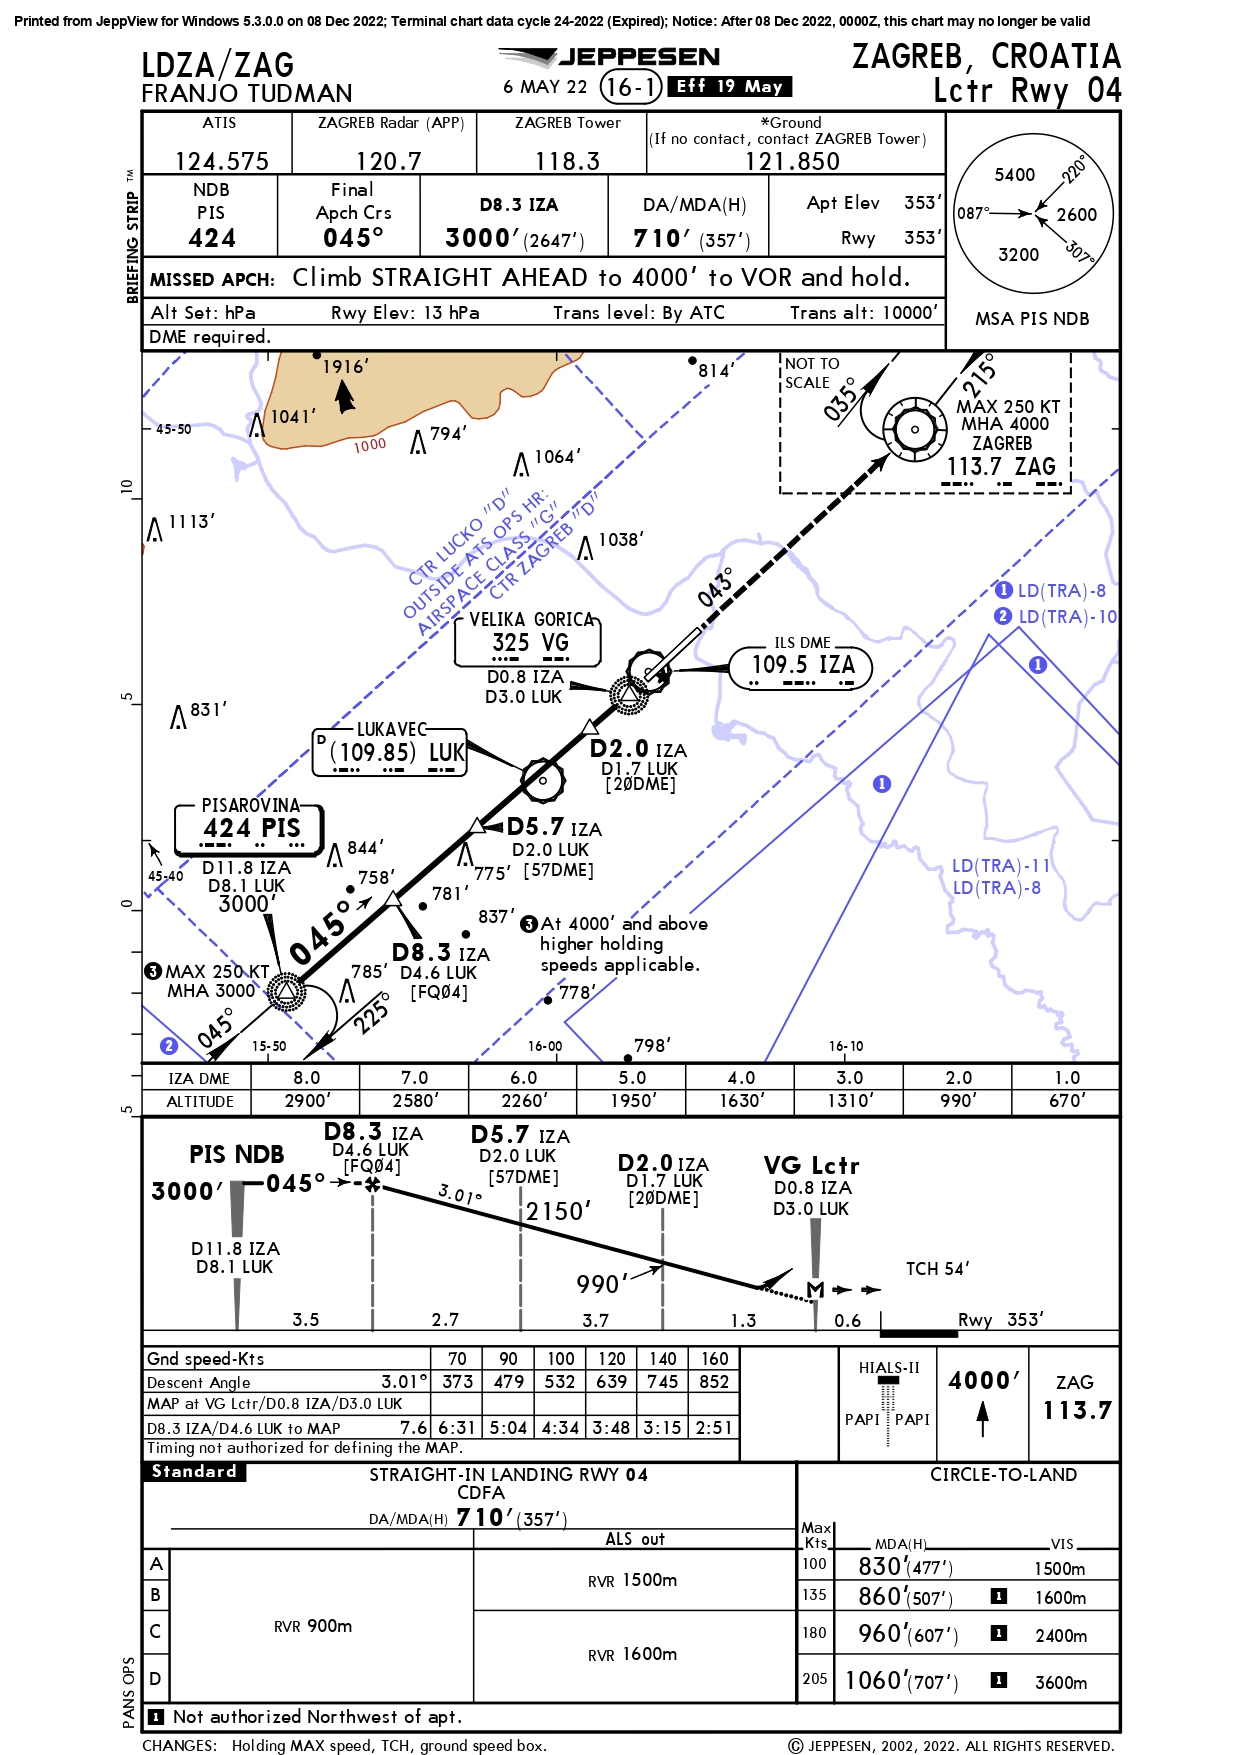 Printed from JeppView for Windows 5.3.0.0 on 08 Dec 2022; Terminal chart data cycle 24-2022 (Expired); Notice: After 08 Dec 2022, 0000Z, this chart may no longer be valid
LDZA/ZAG
FRANJO TUDMAN
JEPPESEN
6 MAY 22 16-1 Eff 19 May
ZAGREB, CROATIA
Lctr Rwy 04
BRIEFING STRIP ™
ATIS
124.575
ZAGREB Radar (APP)
120.7
ZAGREB Tower
118.3
*Ground
(If no contact, contact ZAGREB Tower)
121.850
NDB
PIS
424
Final
Apch Crs
045°
D8.3 IZA
3000' (2647')
DA/MDA(H)
710' (357')
Apt Elev 353'
Rwy 353'
MISSED APCH: Climb STRAIGHT AHEAD to 4000' to VOR and hold.
Alt Set: hPa Rwy Elev: 13 hPa Trans level: By ATC Trans alt: 10000'
DME required.
5400
220°
087°
2600
3200
307°
MSA PIS NDB
1916'
814'
NOT TO
SCALE
035°
215°
1041'
45-50
794'
1000
1064'
MAX 250 KT
MHA 4000
ZAGREB
113.7 ZAG
10
1113'
1038'
CTR LUCKO "D"
OUTSIDE ATS OPS HR:
AIRSPACE CLASS "G"
CTR ZAGREB "D"
043°
1 LD(TRA)-8
2 LD(TRA)-10
VELIKA GORICA
325 VG
D0.8 IZA
D3.0 LUK
ILS DME
109.5 IZA
1
5
831'
LUKAVEC
D (109.85) LUK
D2.0 IZA
D1.7 LUK
[20DME]
1
PISAROVINA
424 PIS
D11.8 IZA
D8.1 LUK
3000'
D5.7 IZA
D2.0 LUK
[57DME]
844'
775'
758'
781'
45-40
LD(TRA)-11
LD(TRA)-8
0
837'
3 At 4000' and above
higher holding
speeds applicable.
045°
D8.3 IZA
D4.6 LUK
[FQ04]
3 MAX 250 KT
MHA 3000
785'
778'
225°
045°
2
15-50
16-00
798'
16-10
5
IZA DME 8.0 7.0 6.0 5.0 4.0 3.0 2.0 1.0
ALTITUDE 2900' 2580' 2260' 1950' 1630' 1310' 990' 670'
PIS NDB
3000' 045°
D11.8 IZA
D8.1 LUK
D8.3 IZA
D4.6 LUK
[FQ04]
3.01°
D5.7 IZA
D2.0 LUK
[57DME]
2150'
D2.0 IZA
D1.7 LUK
[20DME]
990'
VG Lctr
D0.8 IZA
D3.0 LUK
M
TCH 54'
3.5 2.7 3.7 1.3 0.6 Rwy 353'
Gnd speed-Kts 70 90 100 120 140 160
Descent Angle 3.01° 373 479 532 639 745 852
MAP at VG Lctr/D0.8 IZA/D3.0 LUK
D8.3 IZA/D4.6 LUK to MAP 7.6 6:31 5:04 4:34 3:48 3:15 2:51
Timing not authorized for defining the MAP.
HIALS-II
PAPI PAPI
4000'
ZAG
113.7
Standard
STRAIGHT-IN LANDING RWY 04
CDFA
DA/MDA(H) 710' (357')
ALS out
A
B
C
D
RVR 900m
RVR 1500m
RVR 1600m
CIRCLE-TO-LAND
Max
Kts MDA(H) VIS
100 830' (477') 1500m
135 860' (507') 1 1600m
180 960' (607') 1 2400m
205 1060' (707') 1 3600m
PANS OPS
1 Not authorized Northwest of apt.
CHANGES: Holding MAX speed, TCH, ground speed box.
© JEPPESEN, 2002, 2022. ALL RIGHTS RESERVED.